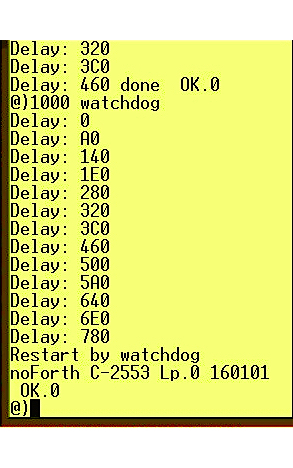 Delay: 320
Delay: 3C0
Delay: 460 done  OK.0
@)1000 watchdog
Delay: 0
Delay: A0
Delay: 140
Delay: 1E0
Delay: 280
Delay: 320
Delay: 3C0
Delay: 460
Delay: 500
Delay: 5A0
Delay: 640
Delay: 6E0
Delay: 780
Restart by watchdog
noForth C-2553 Lp.0 160101
 OK.0
@)